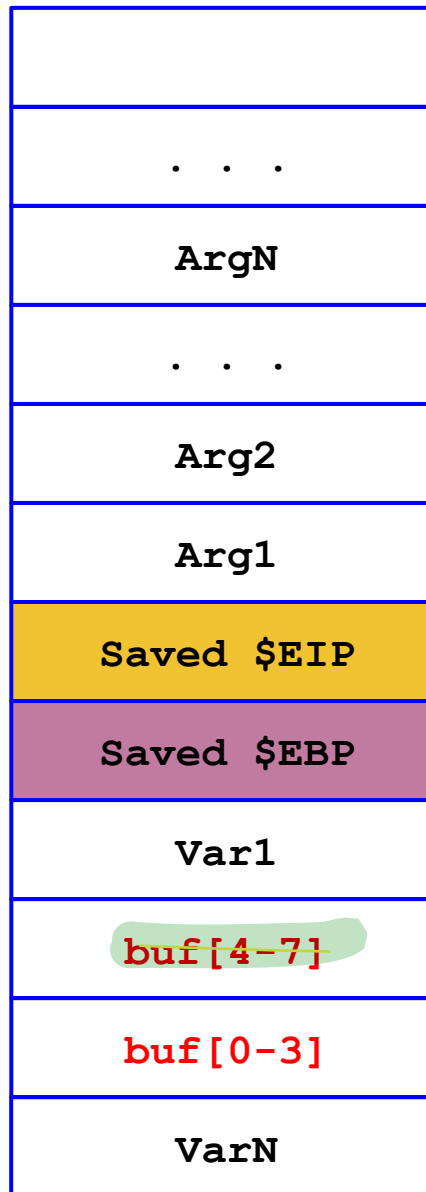 . . .
ArgN
. . .
Arg2
Arg1
Saved $EIP
Saved $EBP
Var1
buf[4-7]
buf[0-3]
VarN